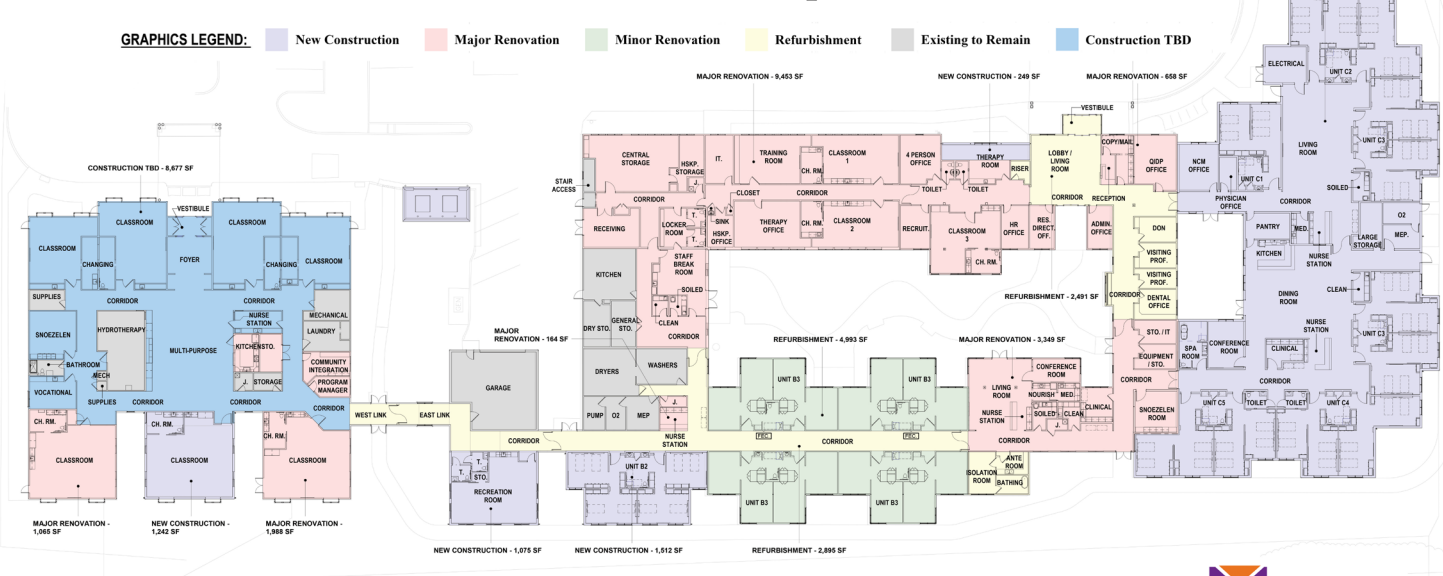 GRAPHICS LEGEND:
New Construction
Major Renovation
Minor Renovation
Refurbishment
Existing to Remain
Construction TBD
MAJOR RENOVATION - 9,453 SF
NEW CONSTRUCTION - 249 SF
MAJOR RENOVATION - 658 SF
VESTIBULE
ELECTRICAL
UNIT C2
CENTRAL
STORAGE
HSKP.
STORAGE
J.
IT.
TRAINING
ROOM
CLASSROOM
1
CH. RM.
4 PERSON
OFFICE
THERAPY
ROOM
RISER
LOBBY /
LIVING
ROOM
COPY/MAIL
QIDP
OFFICE
NCM
OFFICE
UNIT C1
LIVING
ROOM
UNIT C3
CONSTRUCTION TBD - 8,677 SF
STAIR
ACCESS
CORRIDOR
CLOSET
CORRIDOR
TOILET
TOILET
CORRIDOR
RECEPTION
PHYSICIAN
OFFICE
CORRIDOR
SOILED
VESTIBULE
CLASSROOM
CLASSROOM
RECEIVING
LOCKER
ROOM
T.
T.
SINK
HSKP.
OFFICE
THERAPY
OFFICE
CH. RM.
CLASSROOM
2
RECRUIT.
CLASSROOM
3
CH. RM.
HR
OFFICE
RES.
DIRECT.
OFF.
ADMIN.
OFFICE
DON
PANTRY
MED.
LARGE
STORAGE
O2
MEP.
CLASSROOM
CHANGING
FOYER
CHANGING
CLASSROOM
KITCHEN
STAFF
BREAK
ROOM
SOILED
VISITING
PROF.
VISITING
PROF.
KITCHEN
NURSE
STATION
CLEAN
SUPPLIES
CORRIDOR
CORRIDOR
REFURBISHMENT - 2,491 SF
CORRIDOR
DENTAL
OFFICE
DINING
ROOM
SNOEZELEN
HYDROTHERAPY
NURSE
STATION
MECHANICAL
LAUNDRY
DRY STO.
GENERAL
STO.
CLEAN
CORRIDOR
STO. / IT
NURSE
STATION
UNIT C3
MULTI-PURPOSE
KITCHEN
STO.
MAJOR
RENOVATION - 164 SF
REFURBISHMENT - 4,993 SF
MAJOR RENOVATION - 3,349 SF
EQUIPMENT
/ STO.
SPA
ROOM
CONFERENCE
ROOM
CLINICAL
BATHROOM
MECH
SUPPLIES
J.
STORAGE
COMMUNITY
INTEGRATION
PROGRAM
MANAGER
GARAGE
DRYERS
WASHERS
UNIT B3
UNIT B3
LIVING
ROOM
CONFERENCE
ROOM
CORRIDOR
CORRIDOR
VOCATIONAL
CORRIDOR
CORRIDOR
CORRIDOR
WEST LINK
EAST LINK
PUMP
O2
MEP
J.
NURSE
STATION
NURSE
STATION
NOURISH
MED.
SOILED
CLEAN
J.
CLINICAL
SNOEZELEN
ROOM
UNIT C5
TOILET
TOILET
UNIT C4
CH. RM.
CH. RM.
CH. RM.
CORRIDOR
FEC.
CORRIDOR
FEC.
CORRIDOR
CLASSROOM
CLASSROOM
CLASSROOM
T.
T.
STO.
RECREATION
ROOM
UNIT B2
UNIT B3
UNIT B3
ISOLATION
ROOM
ANTE
ROOM
BATHING
MAJOR RENOVATION -
1,065 SF
NEW CONSTRUCTION -
1,242 SF
MAJOR RENOVATION -
1,988 SF
NEW CONSTRUCTION - 1,075 SF
NEW CONSTRUCTION - 1,512 SF
REFURBISHMENT - 2,895 SF